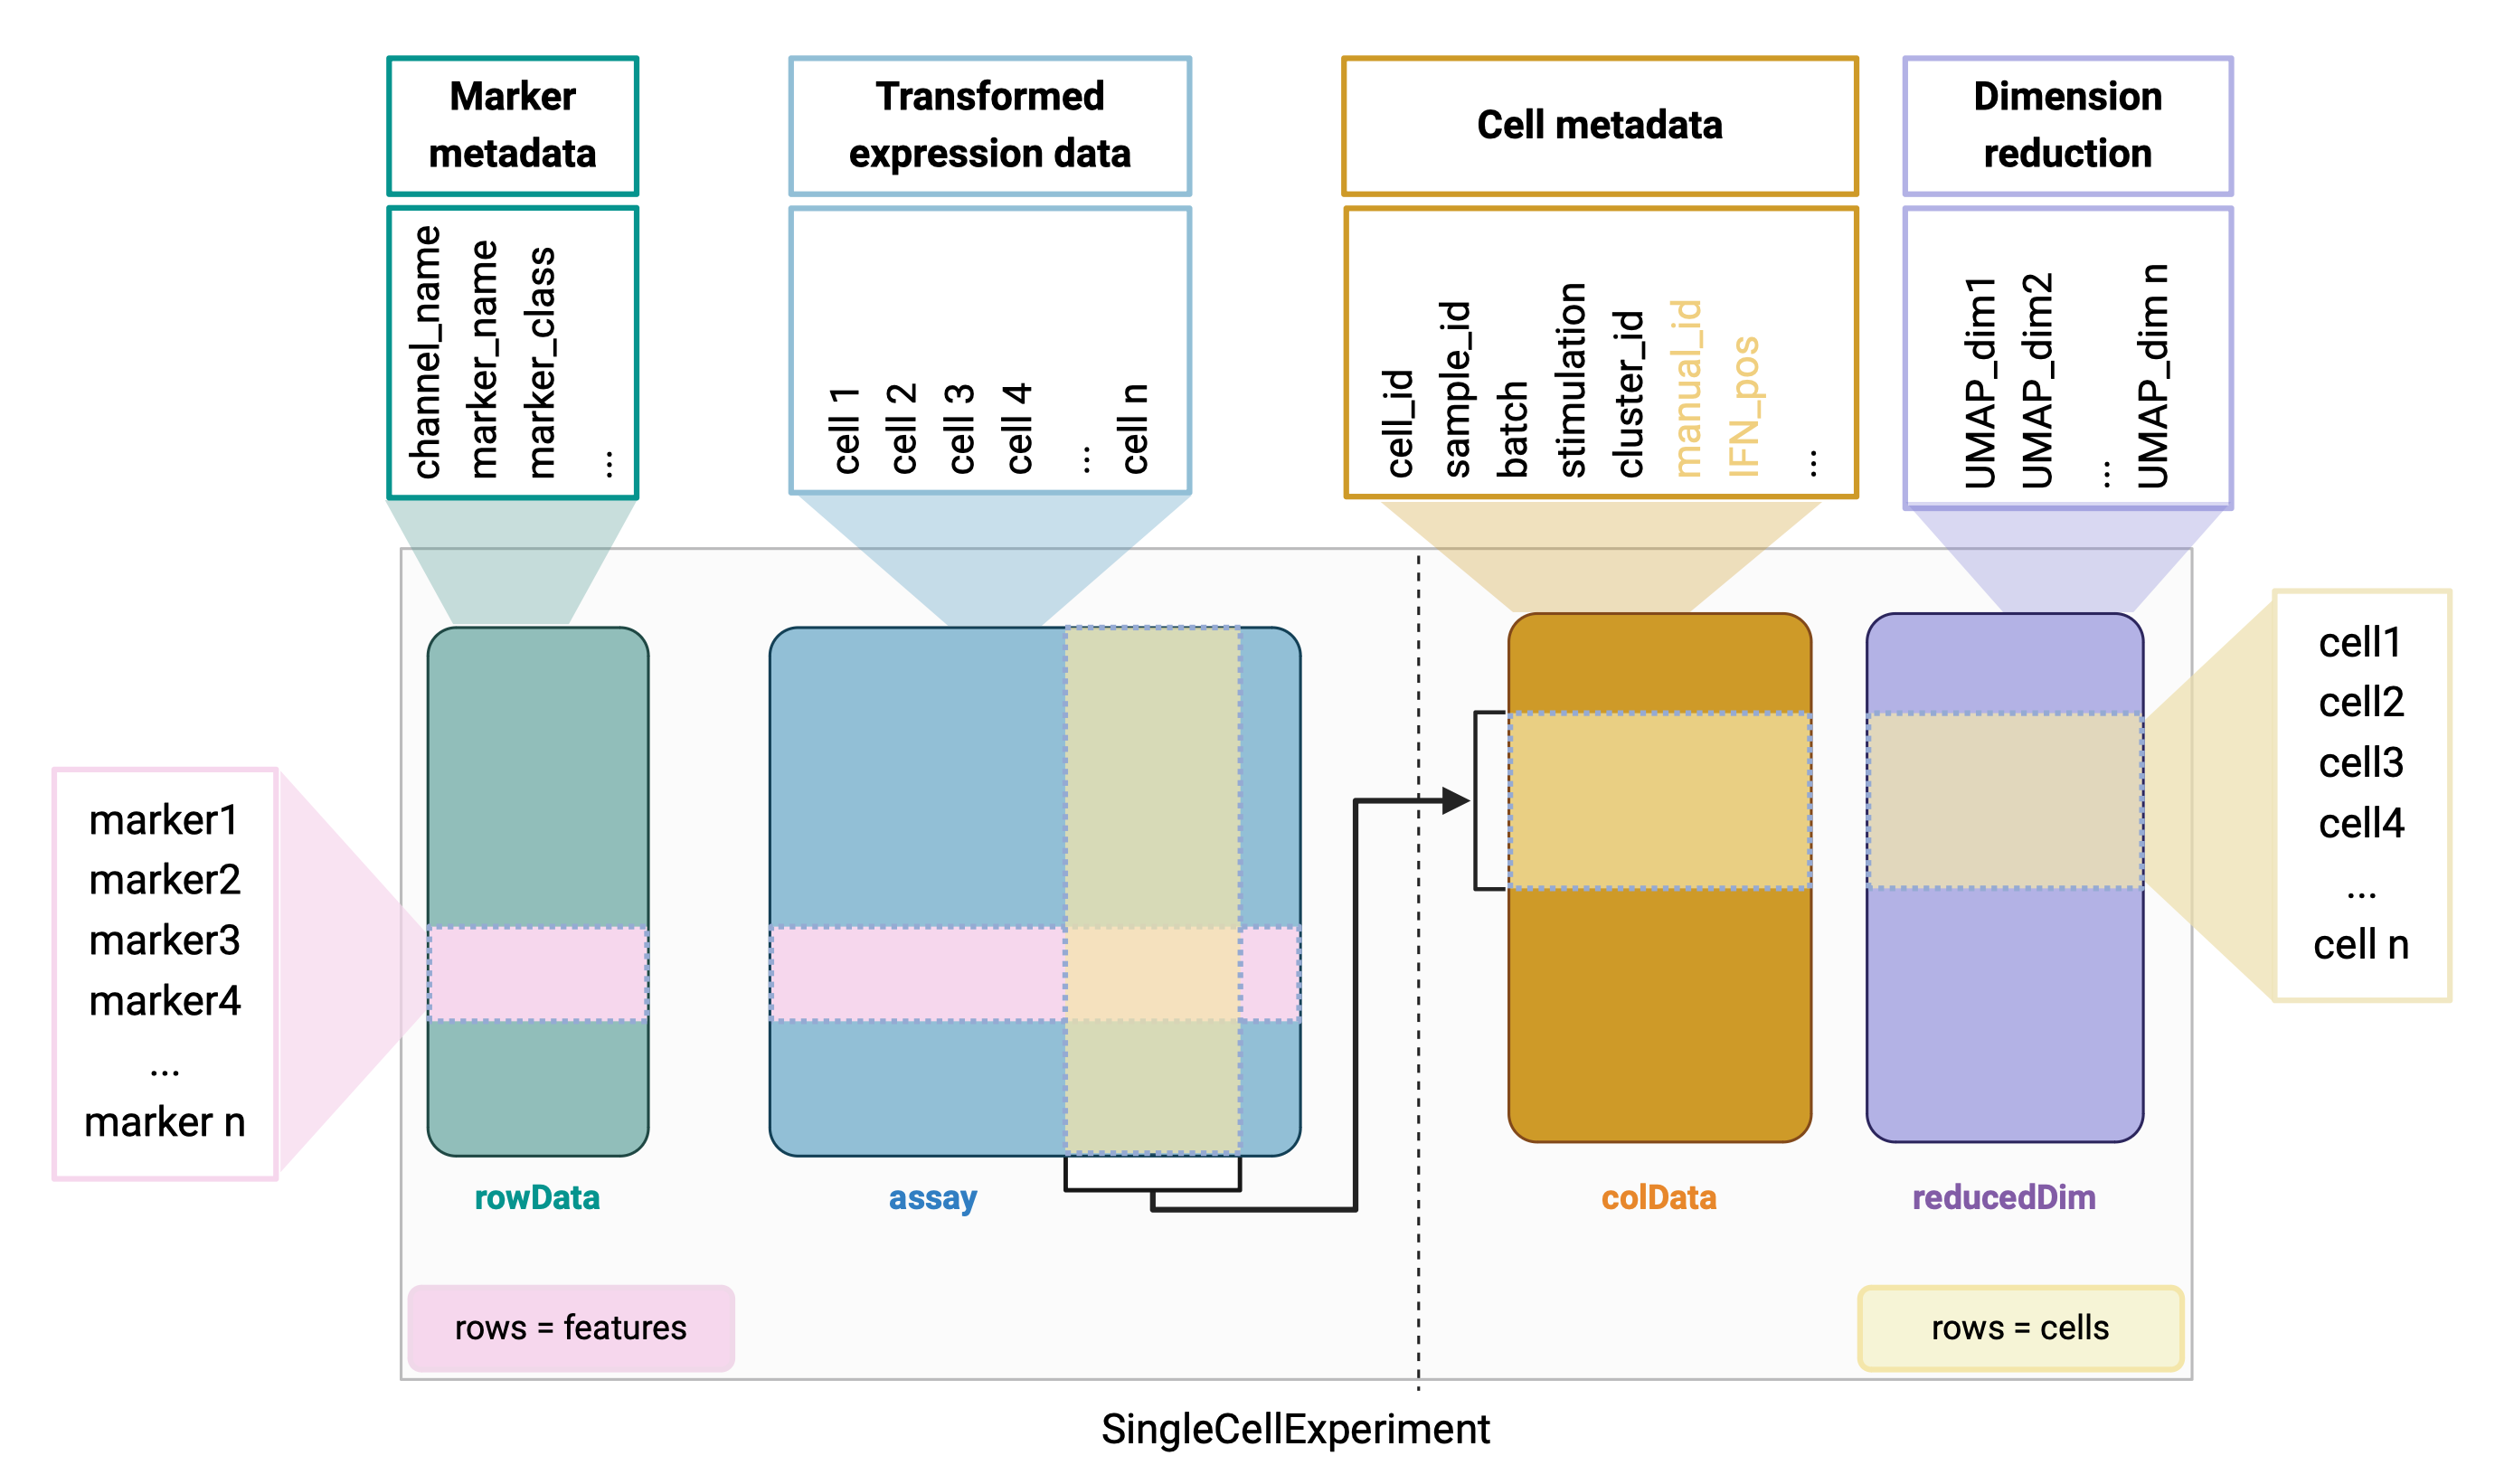 Marker
metadata
Transformed
expression data
Cell metadata
Dimension
reduction
channel_name
marker_name
marker_class
...
cell 1
cell 2
cell 3
cell 4
...
cell n
cell_id
sample_id
batch
stimulation
cluster_id
manual_id
IFN_pos
...
UMAP_dim1
UMAP_dim2
...
UMAP_dim n
marker1
marker2
marker3
marker4
...
marker n
cell1
cell2
cell3
cell4
...
cell n
rowData
assay
colData
reducedDim
rows = features
rows = cells
SingleCellExperiment